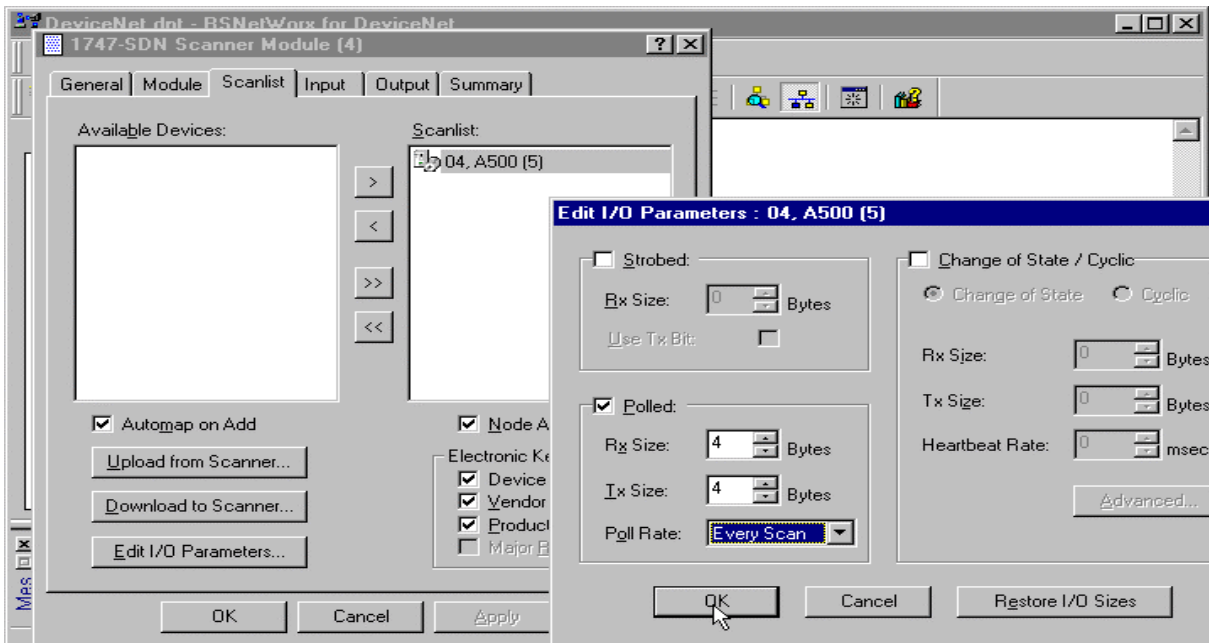 DeviceNet.dnt - RSNetWorx for DeviceNet
1747-SDN Scanner Module (4)
General
Module
Scanlist
Input
Output
Summary
Available Devices:
Scanlist:
04, A500 (5)
>
<
>>
<<
Automap on Add
Upload from Scanner...
Download to Scanner...
Edit I/O Parameters...
Node A
Electronic Ke
Device
Vendor
Product
Major R
OK
Cancel
Apply
Mes
Edit I/O Parameters : 04, A500 (5)
Strobed:
Rx Size:
0
Bytes
Use Tx Bit:
Polled:
Rx Size:
4
Bytes
Tx Size:
4
Bytes
Poll Rate:
Every Scan
Change of State / Cyclic
Change of State
Cyclic
Rx Size:
0
Bytes
Tx Size:
0
Bytes
Heartbeat Rate:
0
msec
Advanced...
OK
Cancel
Restore I/O Sizes